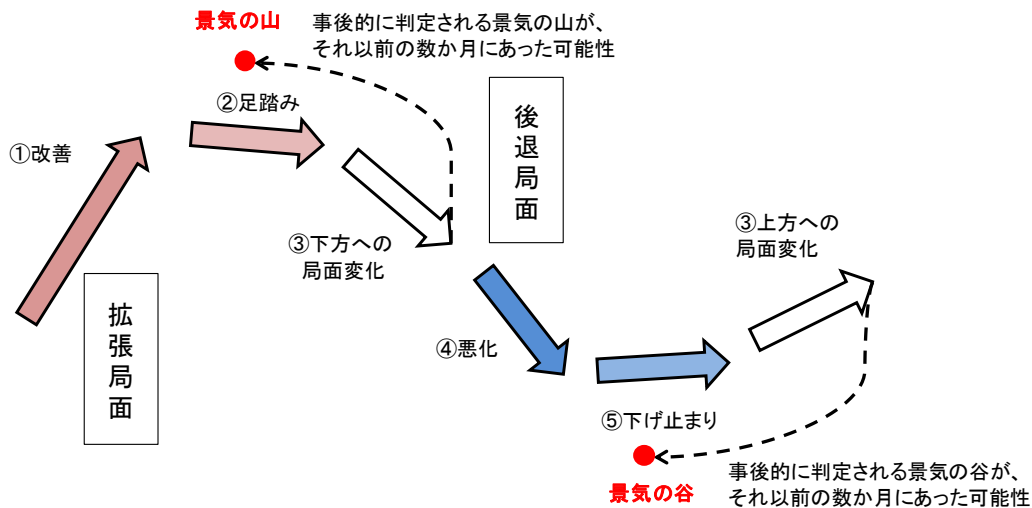 景気の山
事後的に判定される景気の山が、
それ以前の数か月にあった可能性
②足踏み
①改善
後退局面
③下方への
局面変化
③上方への
局面変化
拡張局面
④悪化
⑤下げ止まり
景気の谷
事後的に判定される景気の谷が、
それ以前の数か月にあった可能性